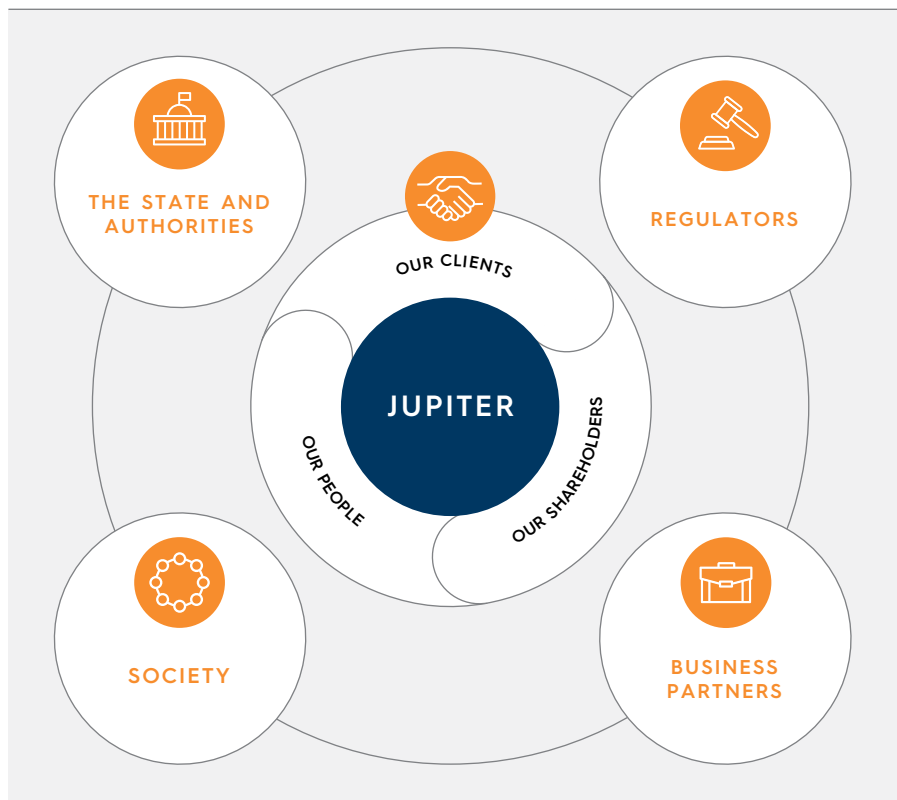 THE STATE AND
AUTHORITIES
REGULATORS
OUR CLIENTS
JUPITER
OUR PEOPLE
OUR SHAREHOLDERS
SOCIETY
BUSINESS
PARTNERS